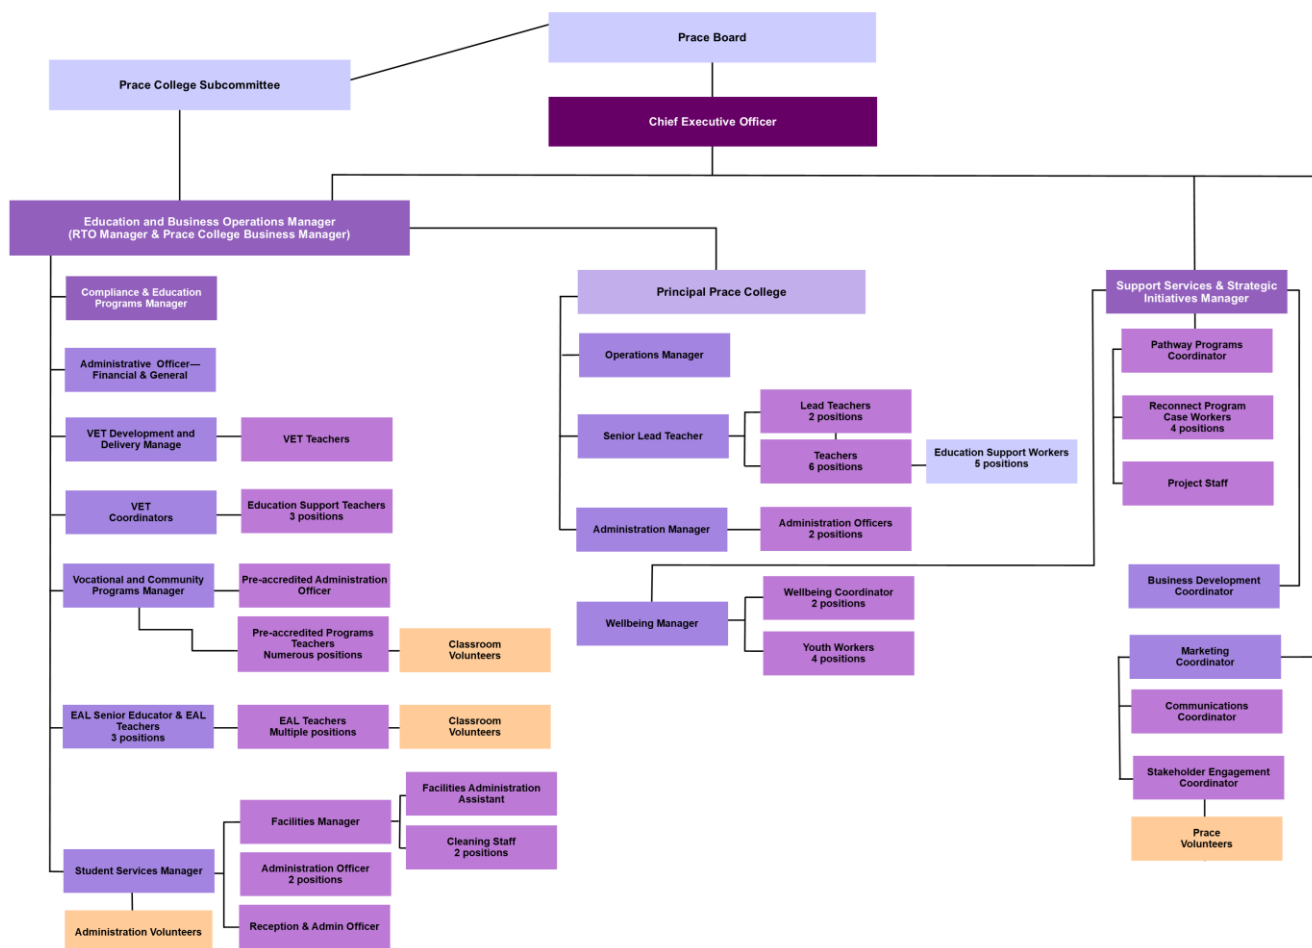 Prace Board
Prace College Subcommittee
Chief Executive Officer
Education and Business Operations Manager
(RTO Manager & Prace College Business Manager)
Compliance & Education
Programs Manager
Administrative Officer—
Financial & General
VET Development and
Delivery Manage
VET Teachers
VET
Coordinators
Education Support Teachers
3 positions
Vocational and Community
Programs Manager
Pre-accredited Administration
Officer
Pre-accredited Programs
Teachers
Numerous positions
Classroom
Volunteers
EAL Senior Educator & EAL
Teachers
3 positions
EAL Teachers
Multiple positions
Classroom
Volunteers
Student Services Manager
Facilities Manager
Facilities Administration
Assistant
Cleaning Staff
2 positions
Administration Officer
2 positions
Reception & Admin Officer
Administration Volunteers
Principal Prace College
Operations Manager
Senior Lead Teacher
Lead Teachers
2 positions
Teachers
6 positions
Education Support Workers
5 positions
Administration Manager
Administration Officers
2 positions
Wellbeing Manager
Wellbeing Coordinator
2 positions
Youth Workers
4 positions
Support Services & Strategic
Initiatives Manager
Pathway Programs
Coordinator
Reconnect Program
Case Workers
4 positions
Project Staff
Business Development
Coordinator
Marketing
Coordinator
Communications
Coordinator
Stakeholder Engagement
Coordinator
Prace
Volunteers